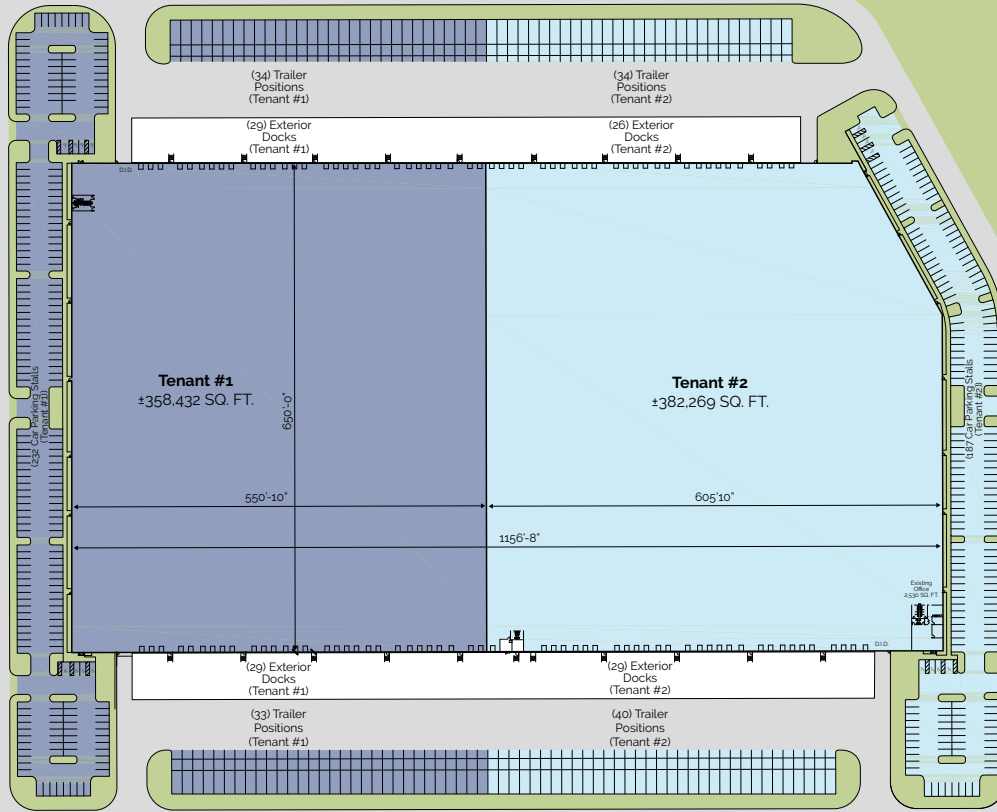 (34) Trailer
Positions
(Tenant #1)
(34) Trailer
Positions
(Tenant #2)
(29) Exterior
Docks
(Tenant #1)
(26) Exterior
Docks
(Tenant #2)
D.I.D.
(232 Car Parking Stalls
(Tenant #1))
Tenant #1
±358,432 SQ. FT.
650'-0"
Tenant #2
±382,269 SQ. FT.
(187 Car Parking Stalls
(Tenant #2))
550'-10"
605'10"
1156'-8"
Existing
Office
2,530 SQ. FT.
D.I.D.
(29) Exterior
Docks
(Tenant #1)
(29) Exterior
Docks
(Tenant #2)
(33) Trailer
Positions
(Tenant #1)
(40) Trailer
Positions
(Tenant #2)